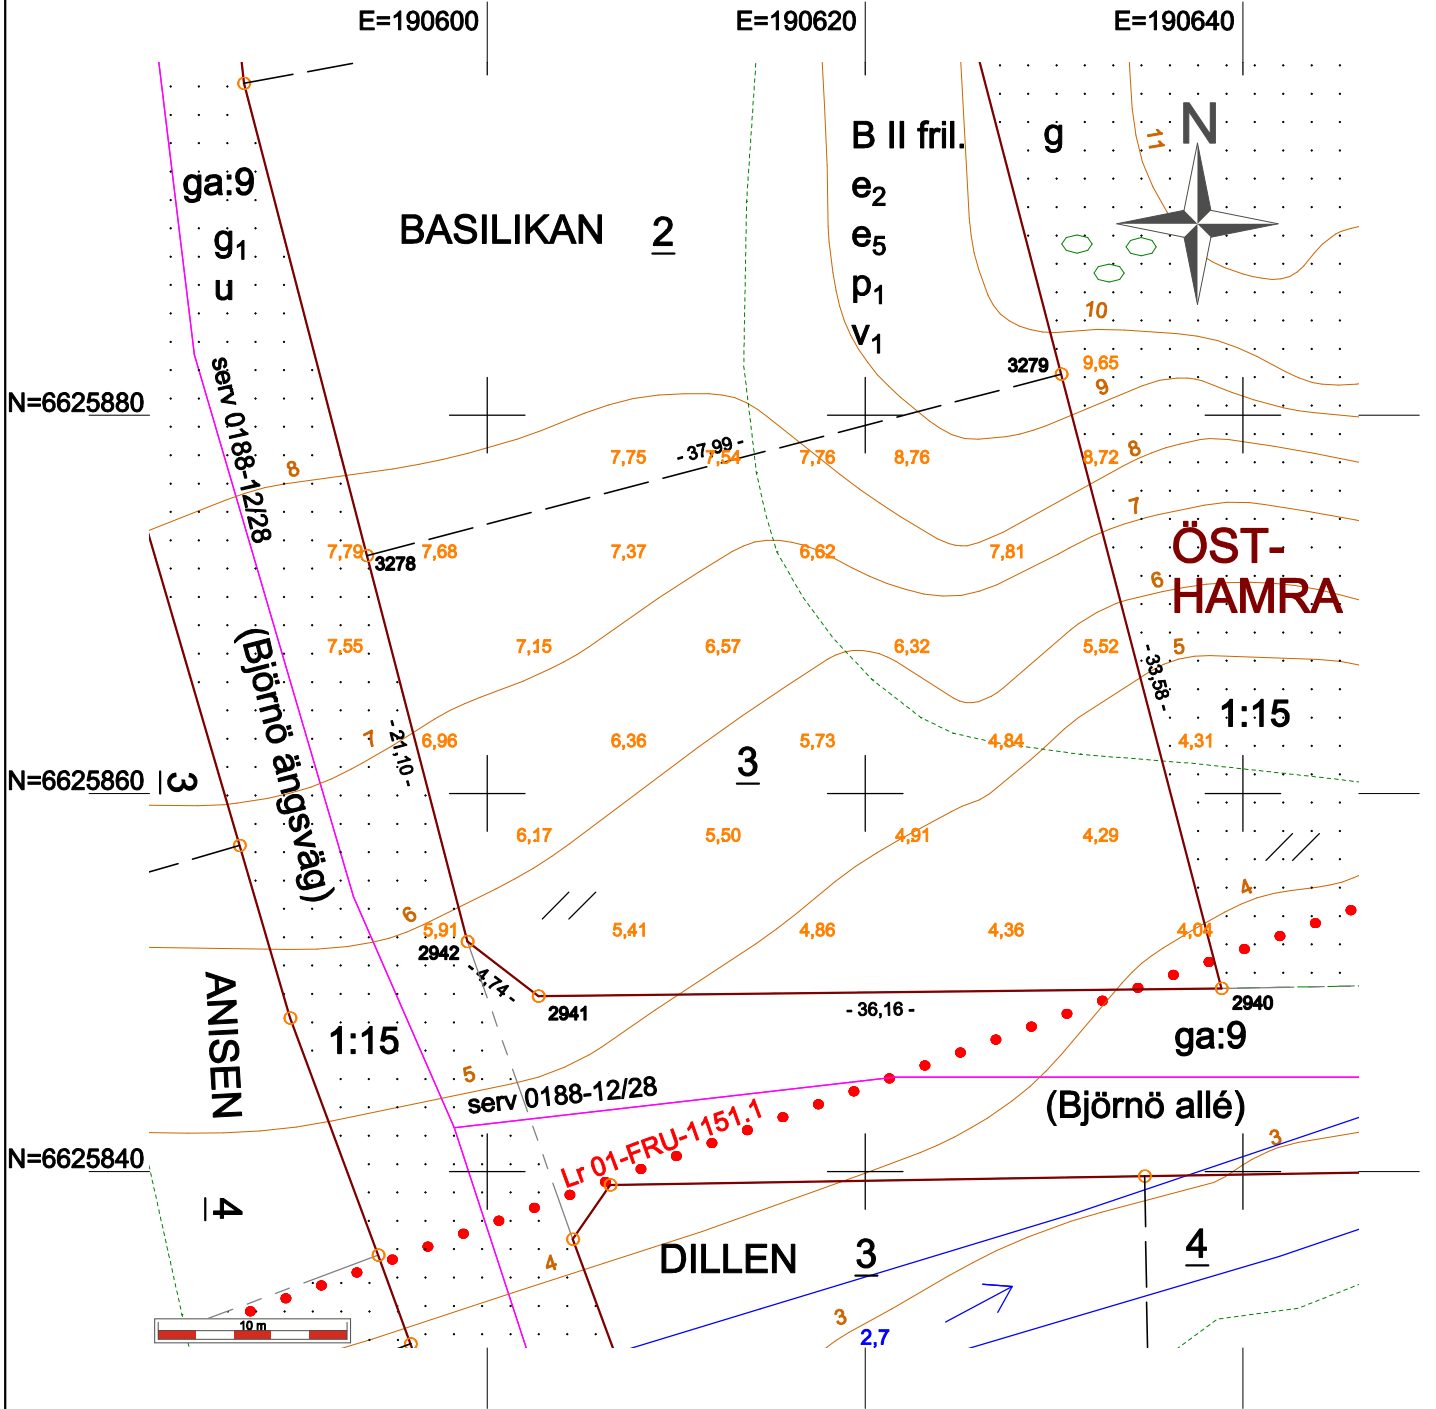 E=190600
E=190620
E=190640
B II fril.
g
11
N
ga:9
e2
g1
BASILIKAN 2
e5
u
p1
10
v1
3279
9,65
9
serv 0188-12/28
N=6625880
8
- 37,99 -
7,75
7,54
7,76
8,76
8,72
8
7
7,79
3278
7,68
7,37
6,62
7,81
ÖST-
HAMRA
6
7,55
7,15
6,57
6,32
5,52
5
- 33,58 -
(Björnö ängsväg)
1:15
7
- 21,10 -
6,96
6,36
5,73
4,84
4,31
3
N=6625860
3
6,17
5,50
4,91
4,29
4
6
5,91
5,41
4,86
4,36
4,04
2942
- 4,74 -
2941
- 36,16 -
2940
ANISEN
1:15
ga:9
5
serv 0188-12/28
(Björnö allé)
Lr 01-FRU-1151.1
3
N=6625840
4
DILLEN 3
4
4
3
10 m
2,7